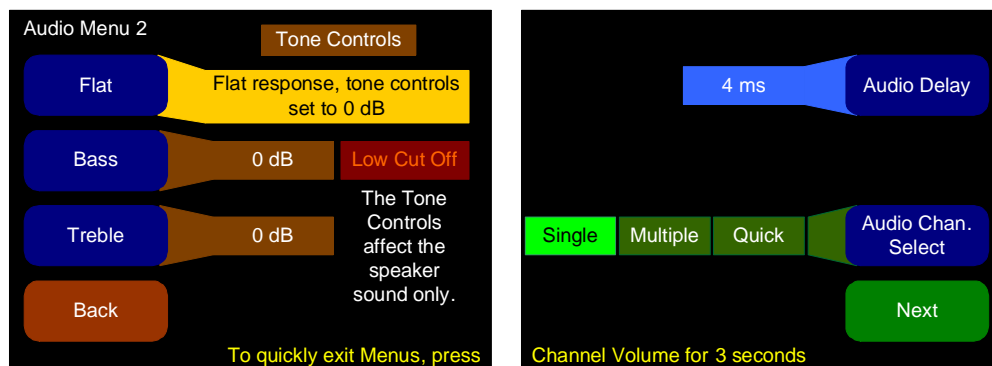 Audio Menu 2
Tone Controls
Flat
Flat response, tone controls
set to 0 dB
Bass
0 dB
Low Cut Off
The Tone
Controls
affect the
speaker
sound only.
Treble
0 dB
Back
To quickly exit Menus, press
4 ms
Audio Delay
Single
Multiple
Quick
Audio Chan.
Select
Next
Channel Volume for 3 seconds